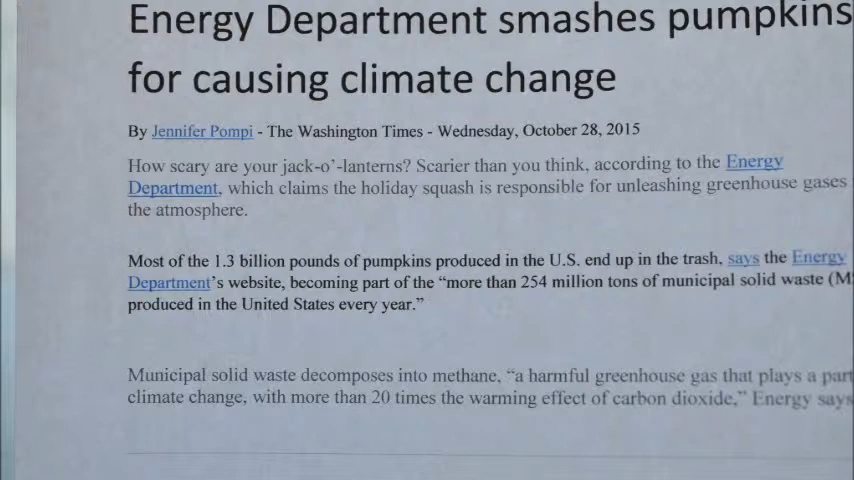 Energy Department smashes pumpkins
for causing climate change
By Jennifer Pompi - The Washington Times - Wednesday, October 28, 2015
How scary are your jack-o’-lanterns? Scarier than you think, according to the Energy
Department, which claims the holiday squash is responsible for unleashing greenhouse gases
the atmosphere.
Most of the 1.3 billion pounds of pumpkins produced in the U.S. end up in the trash, says the Energy
Department’s website, becoming part of the “more than 254 million tons of municipal solid waste (M
produced in the United States every year.”
Municipal solid waste decomposes into methane, “a harmful greenhouse gas that plays a part
climate change, with more than 20 times the warming effect of carbon dioxide,” Energy says